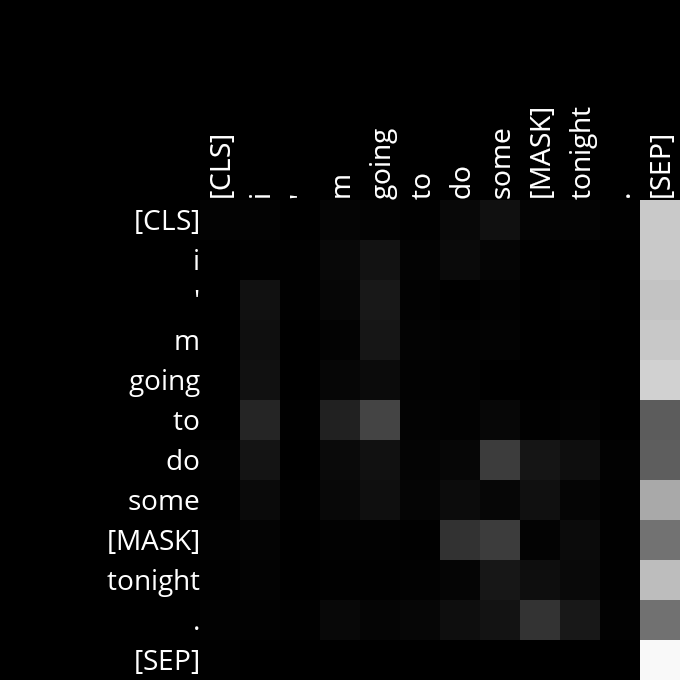 [CLS] i ' m going to do some [MASK] tonight . [SEP]
[CLS]
i
'
m
going
to
do
some
[MASK]
tonight
.
[SEP]